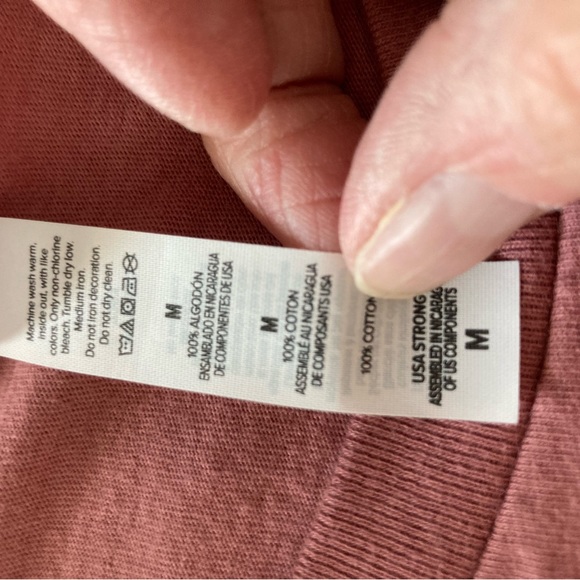 Machine wash warm,
inside out, with like
colors. Only non-chlorine
bleach. Tumble dry low.
Medium iron.
Do not iron decoration.
Do not dry clean.
M
100% ALGODÓN
ENSAMBLADO EN NICARAGUA
DE COMPONENTES DE USA
M
100% COTON
ASSEMBLÉ AU NICARAGUA
DE COMPOSANTS USA
100% COTTON
USA STRONG
ASSEMBLED IN NICARAG
OF US COMPONENTS
M